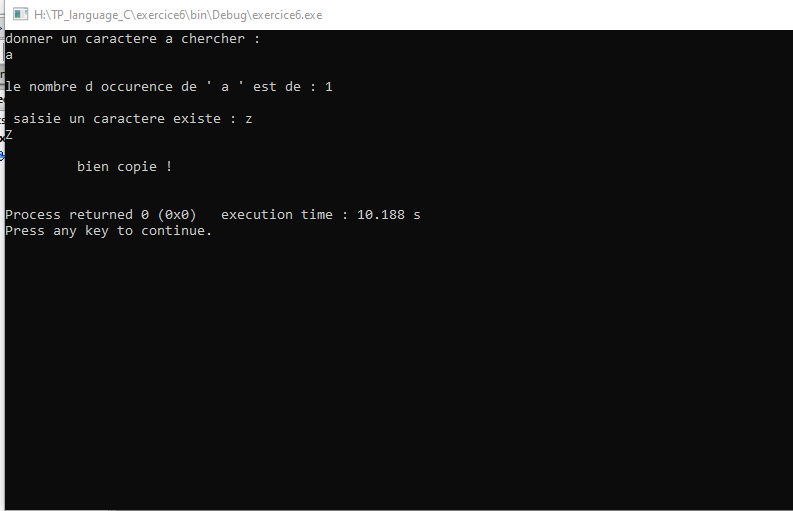 H:\TP_language_C\exercice6\bin\Debug\exercice6.exe
donner un caractere a chercher :
a
le nombre d occurence de ' a ' est de : 1
saisie un caractere existe : z
Z
bien copie !
Process returned 0 (0x0)   execution time : 10.188 s
Press any key to continue.